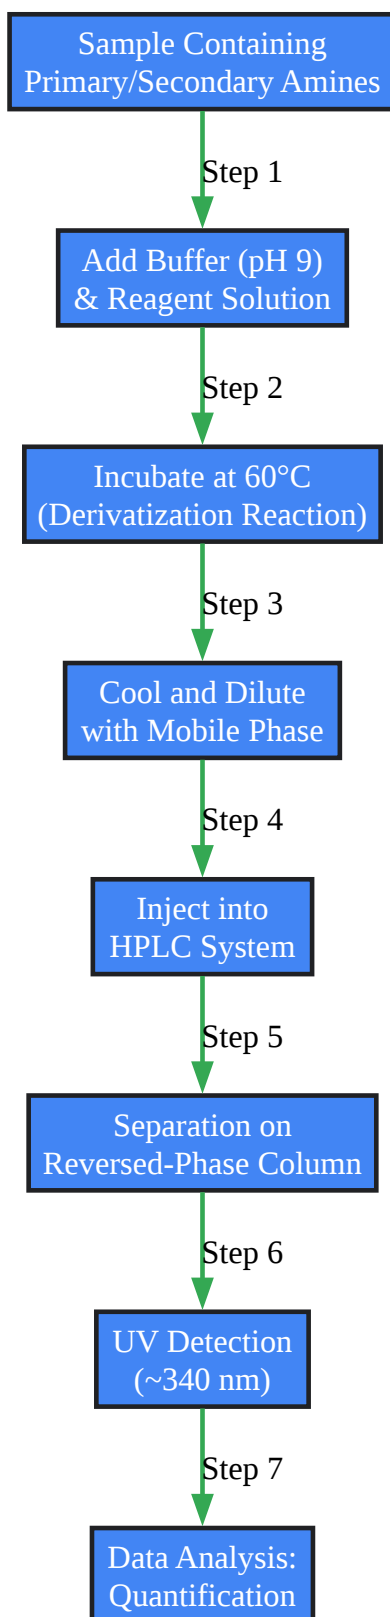 Sample Containing
Primary/Secondary Amines
Step 1
Add Buffer (pH 9)
& Reagent Solution
Step 2
Incubate at 60°C
(Derivatization Reaction)
Step 3
Cool and Dilute
with Mobile Phase
Step 4
Inject into
HPLC System
Step 5
Separation on
Reversed-Phase Column
Step 6
UV Detection
(~340 nm)
Step 7
Data Analysis:
Quantification